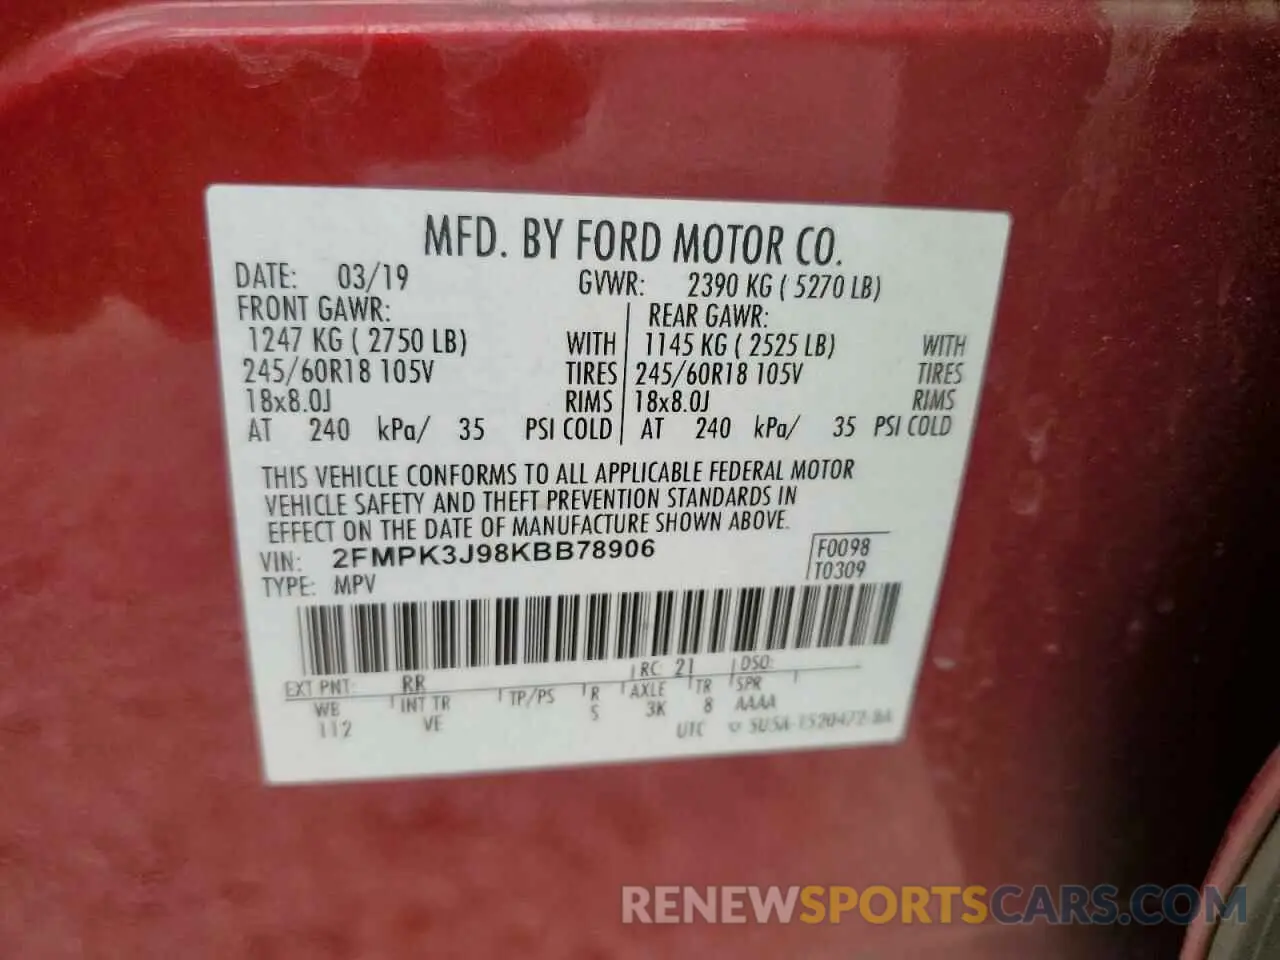 MFD. BY FORD MOTOR CO.
DATE: 03/19 GVWR: 2390 KG ( 5270 LB)
FRONT GAWR: REAR GAWR:
1247 KG ( 2750 LB) WITH 1145 KG ( 2525 LB) WITH
245/60R18 105V TIRES 245/60R18 105V TIRES
18x8.0J RIMS 18x8.0J RIMS
AT 240 kPa/ 35 PSI COLD AT 240 kPa/ 35 PSI COLD
THIS VEHICLE CONFORMS TO ALL APPLICABLE FEDERAL MOTOR
VEHICLE SAFETY AND THEFT PREVENTION STANDARDS IN
EFFECT ON THE DATE OF MANUFACTURE SHOWN ABOVE.
VIN: 2FMPK3J98KBB78906 F0098
TYPE: MPV T0309
EXT PNT: RR RC: 21 DSO:
WB INT TR TP/PS R AXLE TR SPR
112 VE S 3K 8 AAAA
UTC 5U5A-1520472-BA
RENEWSPORTSCARS.COM